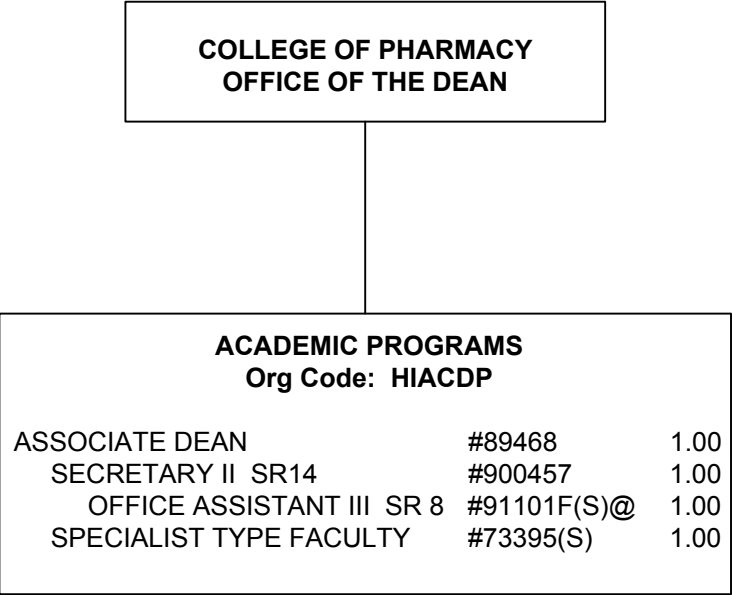 COLLEGE OF PHARMACY
OFFICE OF THE DEAN
ACADEMIC PROGRAMS
Org Code: HIACDP
ASSOCIATE DEAN #89468 1.00
SECRETARY II SR14 #900457 1.00
OFFICE ASSISTANT III SR 8 #91101F(S)@ 1.00
SPECIALIST TYPE FACULTY #73395(S) 1.00